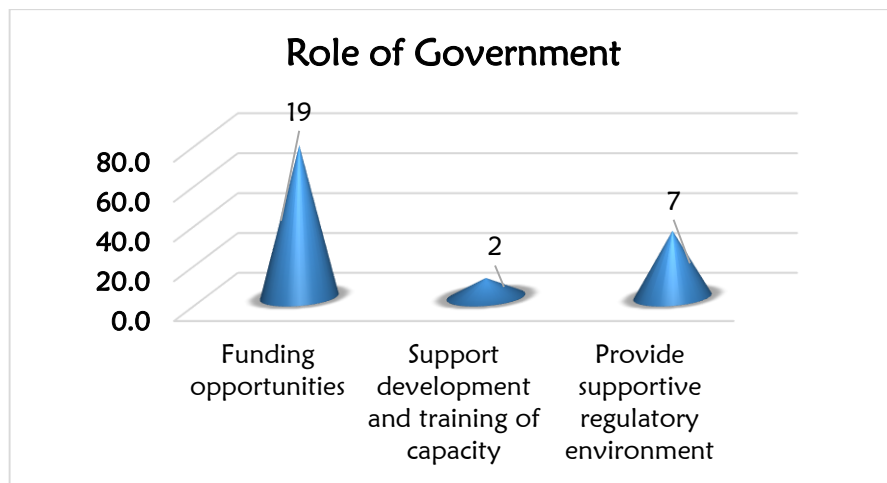 Role of Government
19
2
7
80.0
60.0
40.0
20.0
0.0
Funding
opportunities
Support
development
and training of
capacity
Provide
supportive
regulatory
environment